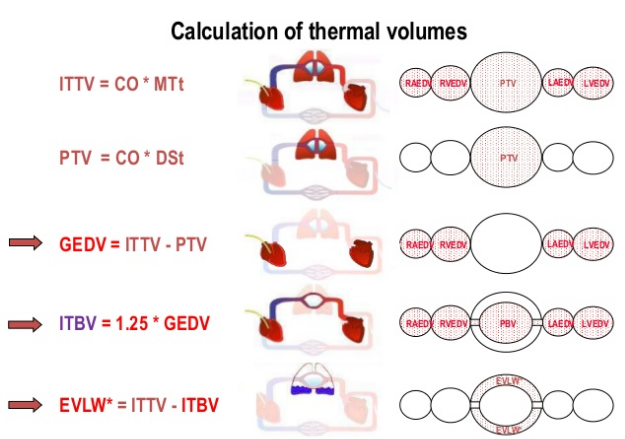 Calculation of thermal volumes
ITTV = CO * MTt
RAEDV RVEDV PTV LAEDV LVEDV
PTV = CO * DSt
PTV
GEDV = ITTV - PTV
RAEDV RVEDV LAEDV LVEDV
ITBV = 1.25 * GEDV
RAEDV RVEDV PBV LAEDV LVEDV
EVLW* = ITTV - ITBV
EVLW*
EVLW*